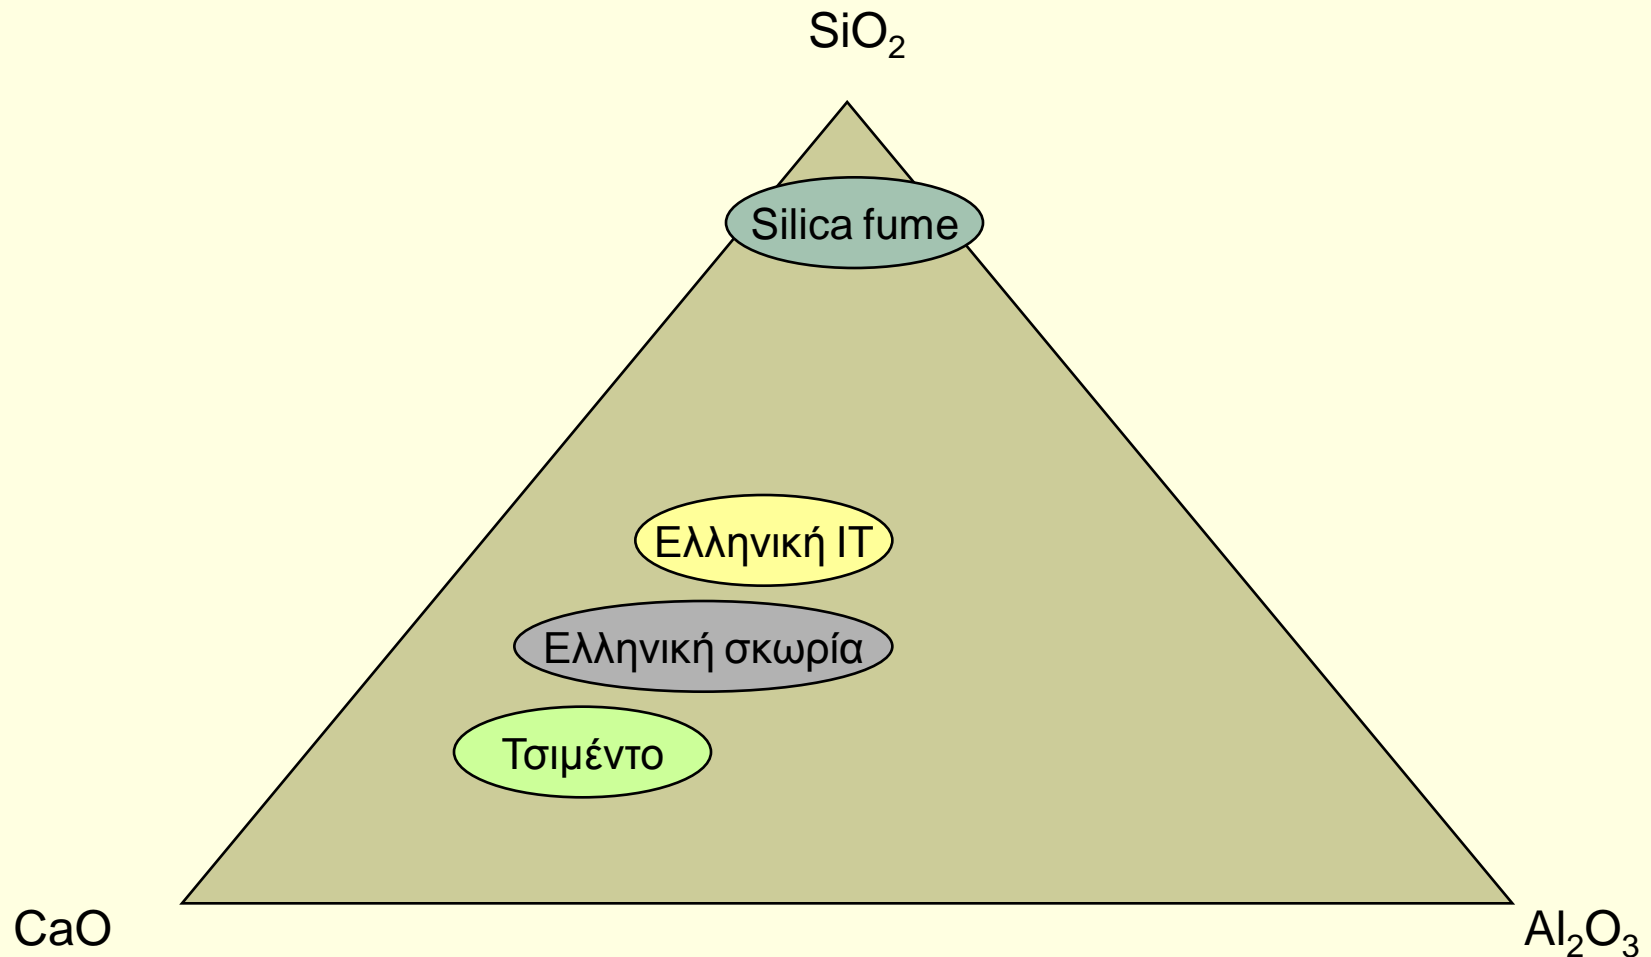 SiO₂
Silica fume
Ελληνική ΙΤ
Ελληνική σκωρία
Τσιμέντο
CaO
Al₂O₃